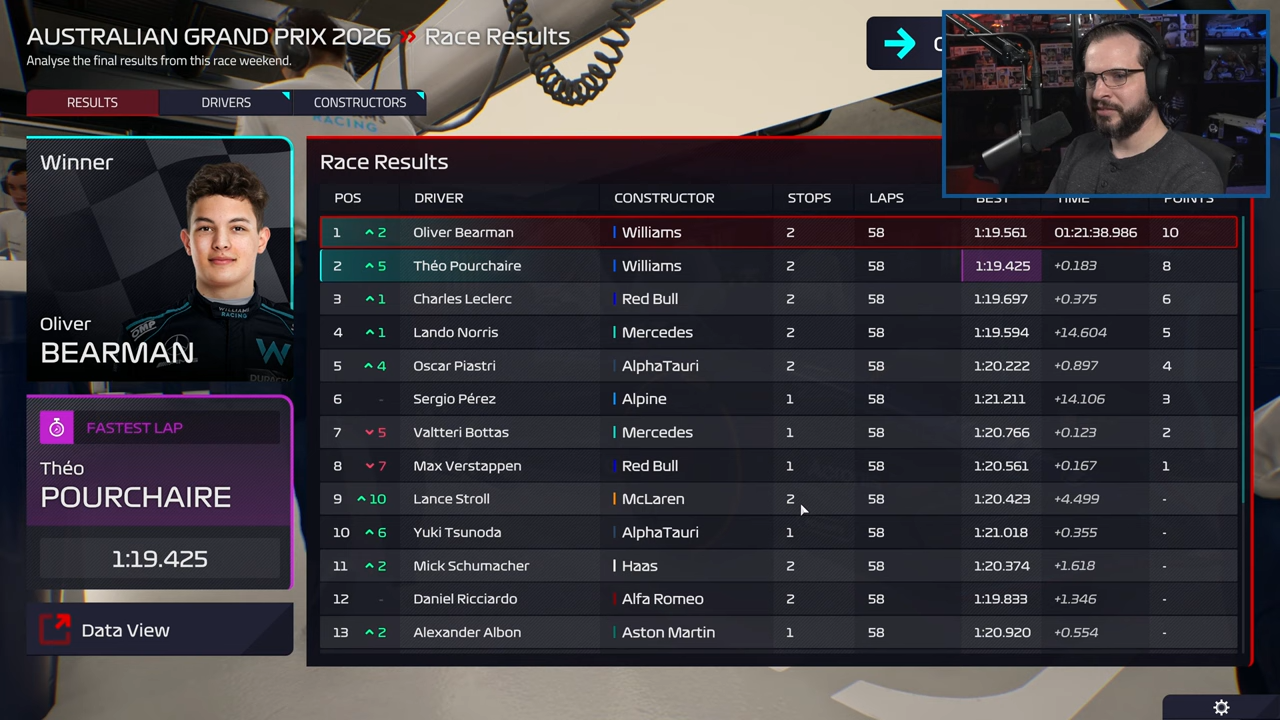 AUSTRALIAN GRAND PRIX 2026 » Race Results
Analyse the final results from this race weekend.
RESULTS DRIVERS CONSTRUCTORS
RACING
Winner
Oliver
BEARMAN
WILLIAMS RACING
OMP
W
FASTEST LAP
Théo
POURCHAIRE
1:19.425
Data View
Race Results
POS DRIVER CONSTRUCTOR STOPS LAPS BEST TIME POINTS
1 2 Oliver Bearman Williams 2 58 1:19.561 01:21:38.986 10
2 5 Théo Pourchaire Williams 2 58 1:19.425 +0.183 8
3 1 Charles Leclerc Red Bull 2 58 1:19.697 +0.375 6
4 1 Lando Norris Mercedes 2 58 1:19.594 +14.604 5
5 4 Oscar Piastri AlphaTauri 2 58 1:20.222 +0.897 4
6 - Sergio Pérez Alpine 1 58 1:21.211 +14.106 3
7 5 Valtteri Bottas Mercedes 1 58 1:20.766 +0.123 2
8 7 Max Verstappen Red Bull 1 58 1:20.561 +0.167 1
9 10 Lance Stroll McLaren 2 58 1:20.423 +4.499 -
10 6 Yuki Tsunoda AlphaTauri 1 58 1:21.018 +0.355 -
11 2 Mick Schumacher Haas 2 58 1:20.374 +1.618 -
12 - Daniel Ricciardo Alfa Romeo 2 58 1:19.833 +1.346 -
13 2 Alexander Albon Aston Martin 1 58 1:20.920 +0.554 -